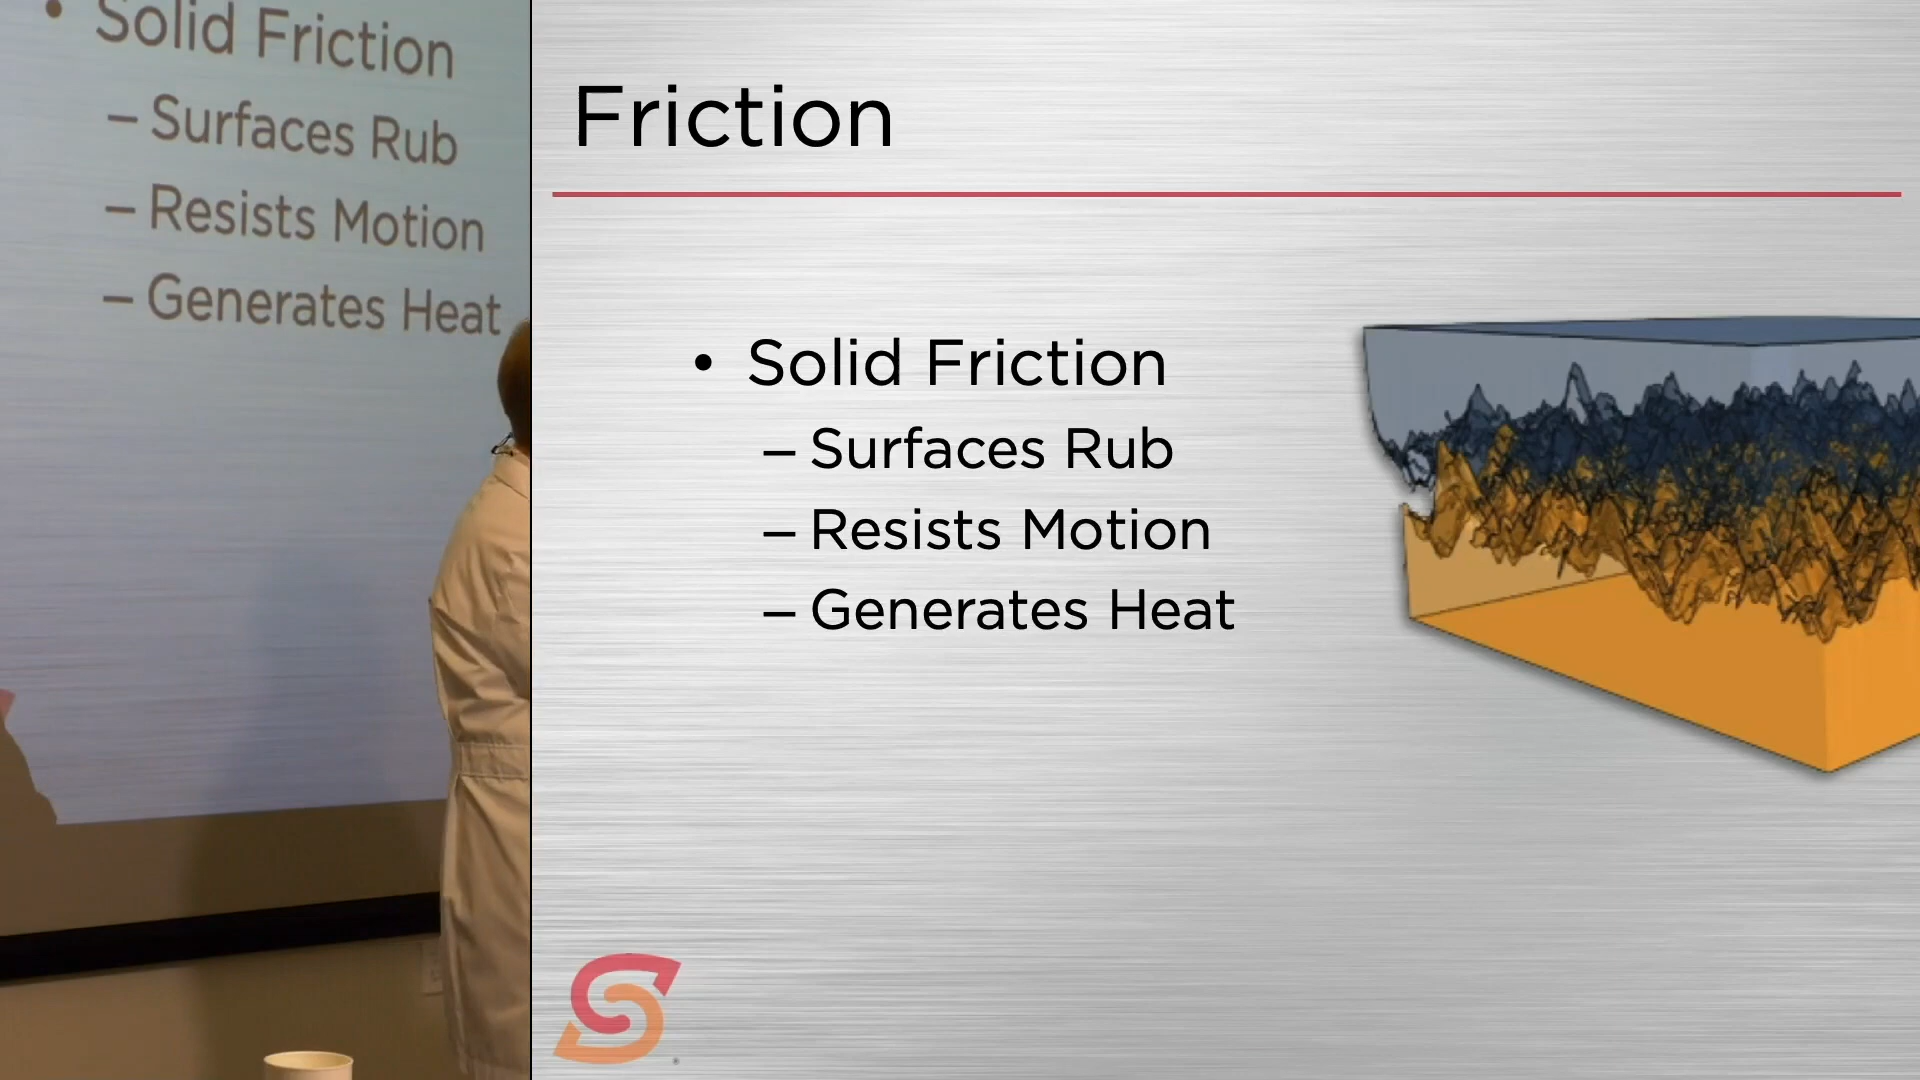 • Solid Friction
– Surfaces Rub
– Resists Motion
– Generates Heat
Friction
• Solid Friction
– Surfaces Rub
– Resists Motion
– Generates Heat